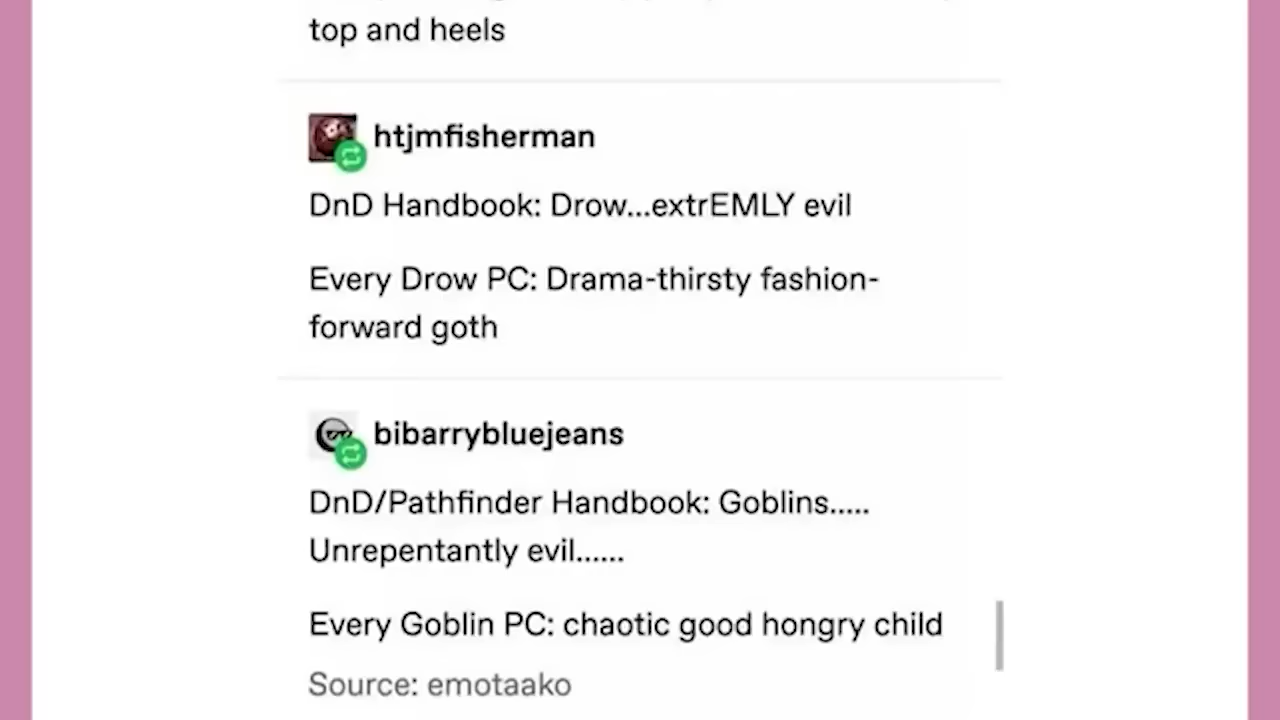 top and heels
htjmfisherman
DnD Handbook: Drow...extrEMLY evil
Every Drow PC: Drama-thirsty fashion-
forward goth
bibarrybluejeans
DnD/Pathfinder Handbook: Goblins.....
Unrepentantly evil......
Every Goblin PC: chaotic good hongry child
Source: emotaako